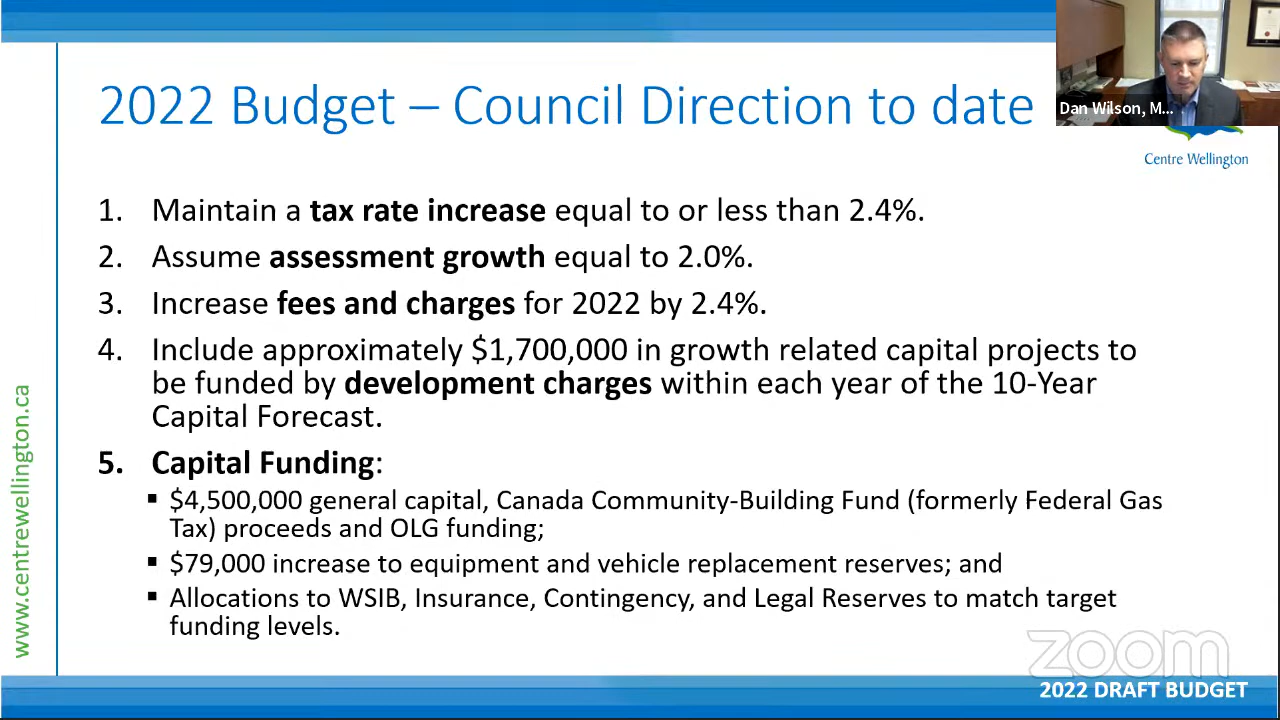 2022 Budget – Council Direction to date
Dan Wilson, M...
Centre Wellington
1. Maintain a tax rate increase equal to or less than 2.4%.
2. Assume assessment growth equal to 2.0%.
3. Increase fees and charges for 2022 by 2.4%.
4. Include approximately $1,700,000 in growth related capital projects to
be funded by development charges within each year of the 10-Year
Capital Forecast.
5. Capital Funding:
▪ $4,500,000 general capital, Canada Community-Building Fund (formerly Federal Gas
Tax) proceeds and OLG funding;
▪ $79,000 increase to equipment and vehicle replacement reserves; and
▪ Allocations to WSIB, Insurance, Contingency, and Legal Reserves to match target
funding levels.
www.centrewellington.ca
zoom
2022 DRAFT BUDGET